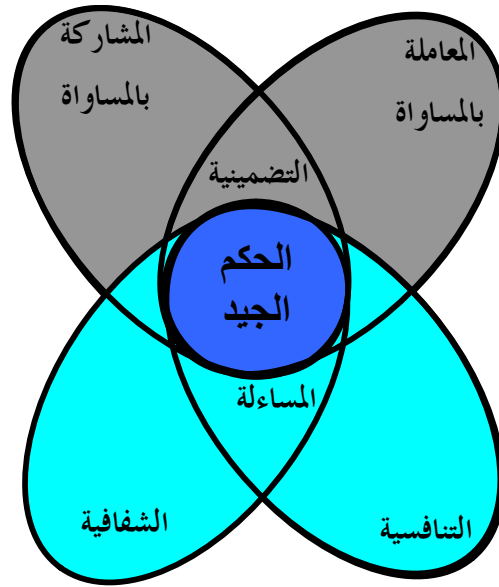 المشاركة
بالمساواة
المعاملة
بالمساواة
التضمينية
الحكم
الجيد
المساءلة
الشفافية
التنافسية